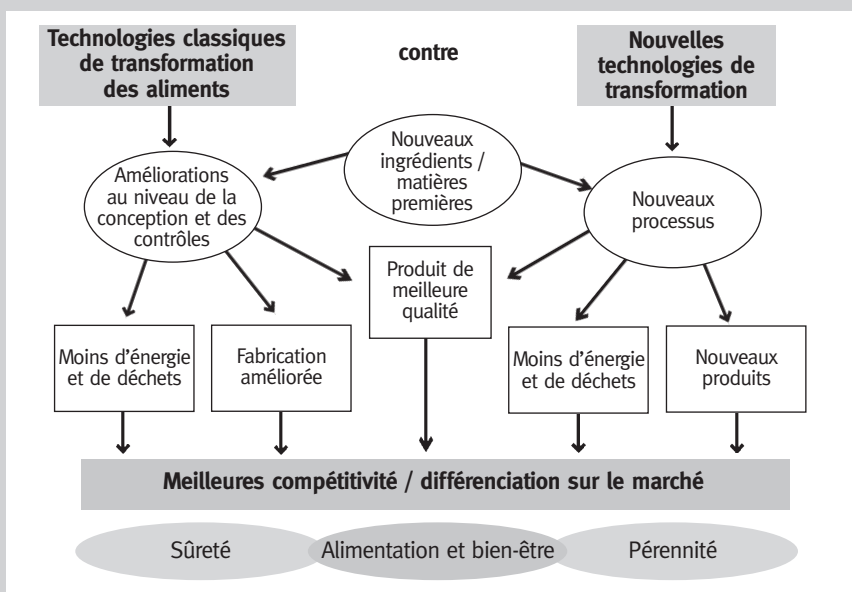 Technologies classiques
de transformation
des aliments
contre
Nouvelles
technologies de
transformation
Nouveaux
ingrédients /
matières
premières
Améliorations
au niveau de la
conception et des
contrôles
Nouveaux
processus
Produit de
meilleure
qualité
Moins d'énergie
et de déchets
Fabrication
améliorée
Moins d'énergie
et de déchets
Nouveaux
produits
Meilleures compétitivité / différenciation sur le marché
Sûreté
Alimentation et bien-être
Pérennité